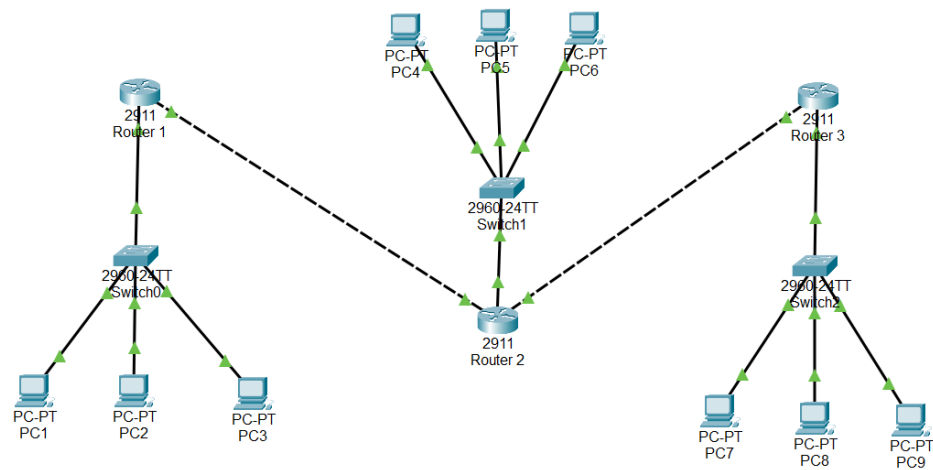 PC-PT
PC4
PC-PT
PC5
PC-PT
PC6
2911
Router 1
2911
Router 3
2960-24TT
Switch1
2960-24TT
Switch0
2960-24TT
Switch2
2911
Router 2
PC-PT
PC1
PC-PT
PC2
PC-PT
PC3
PC-PT
PC7
PC-PT
PC8
PC-PT
PC9